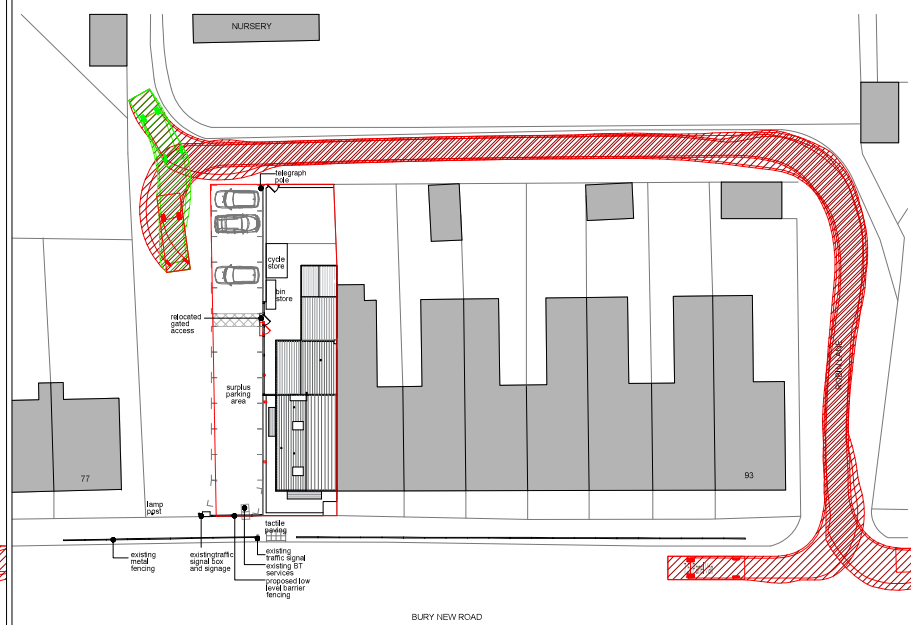 NURSERY
telegraph
pole
cycle
store
bin
store
relocated
gated
access
surplus
parking
area
77
93
lamp
post
tactile
paving
existing
metal
fencing
existingtraffic
signal box
and signage
existing
traffic signal
existing BT
services
proposed low
level barrier
fencing
BURY NEW ROAD